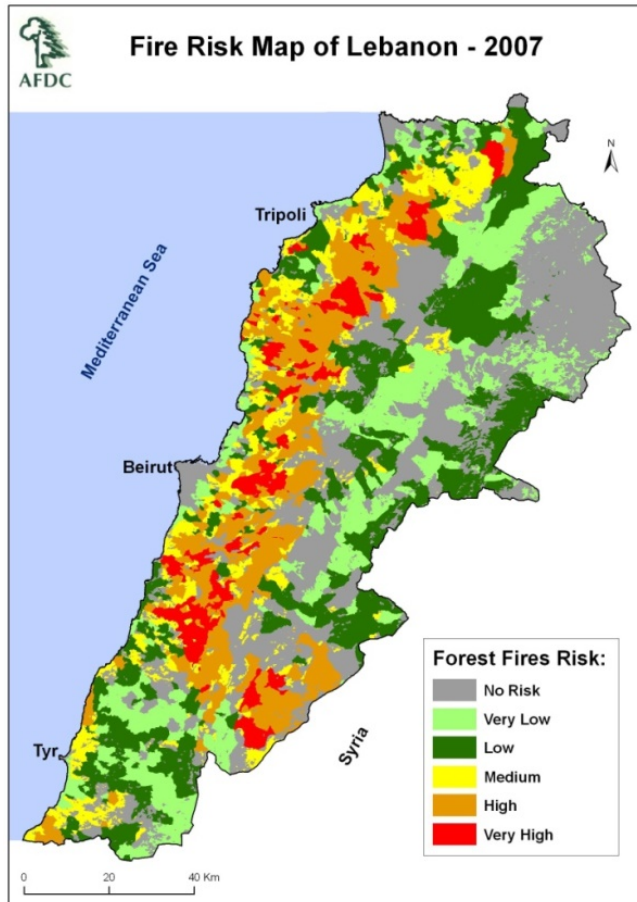 AFDC
Fire Risk Map of Lebanon - 2007
N
Tripoli
Mediterranean Sea
Beirut
Tyr
Syria
Forest Fires Risk:
No Risk
Very Low
Low
Medium
High
Very High
0 20 40 Km